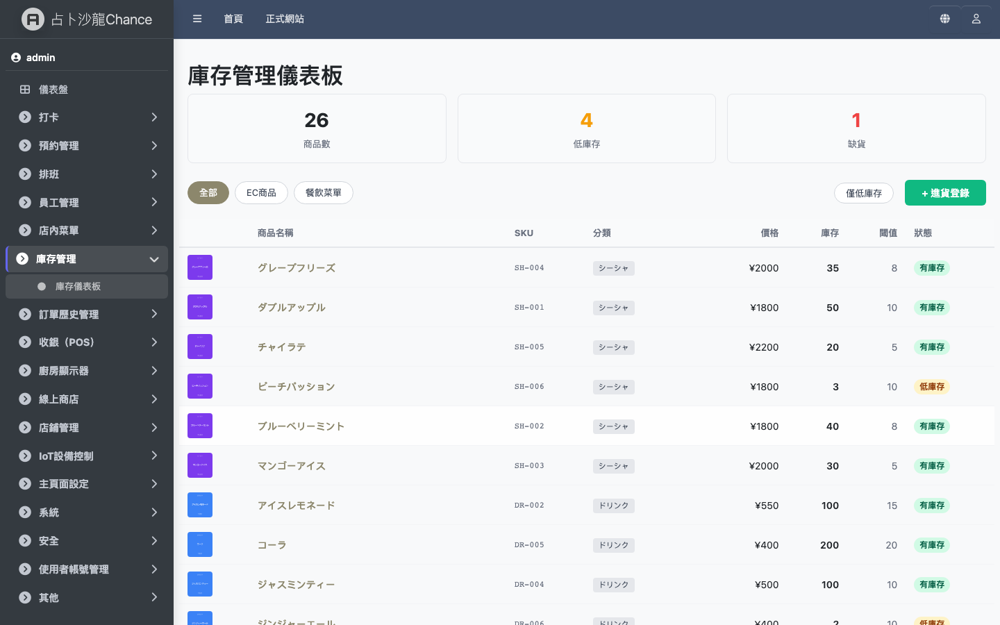 占卜沙龍Chance
首頁
正式網站
admin
儀表盤
打卡
預約管理
排班
員工管理
店內菜單
庫存管理
庫存儀表板
訂單歷史管理
收銀（POS）
廚房顯示器
線上商店
店鋪管理
IoT設備控制
主頁面設定
系統
安全
使用者帳號管理
其他
庫存管理儀表板
26
商品數
4
低庫存
1
缺貨
全部
EC商品
餐飲菜單
僅低庫存
+ 進貨登錄
商品名稱 SKU 分類 價格 庫存 閾值 狀態
グレープフリーズ SH-004 シーシャ ¥2000 35 8 有庫存
ダブルアップル SH-001 シーシャ ¥1800 50 10 有庫存
チャイラテ SH-005 シーシャ ¥2200 20 5 有庫存
ピーチパッション SH-006 シーシャ ¥1800 3 10 低庫存
ブルーベリーミント SH-002 シーシャ ¥1800 40 8 有庫存
マンゴーアイス SH-003 シーシャ ¥2000 30 5 有庫存
アイスレモネード DR-002 ドリンク ¥550 100 15 有庫存
コーラ DR-005 ドリンク ¥400 200 20 有庫存
ジャスミンティー DR-004 ドリンク ¥500 100 10 有庫存
ジンジャーエール DR-006 ドリンク ¥400 2 10 低庫存